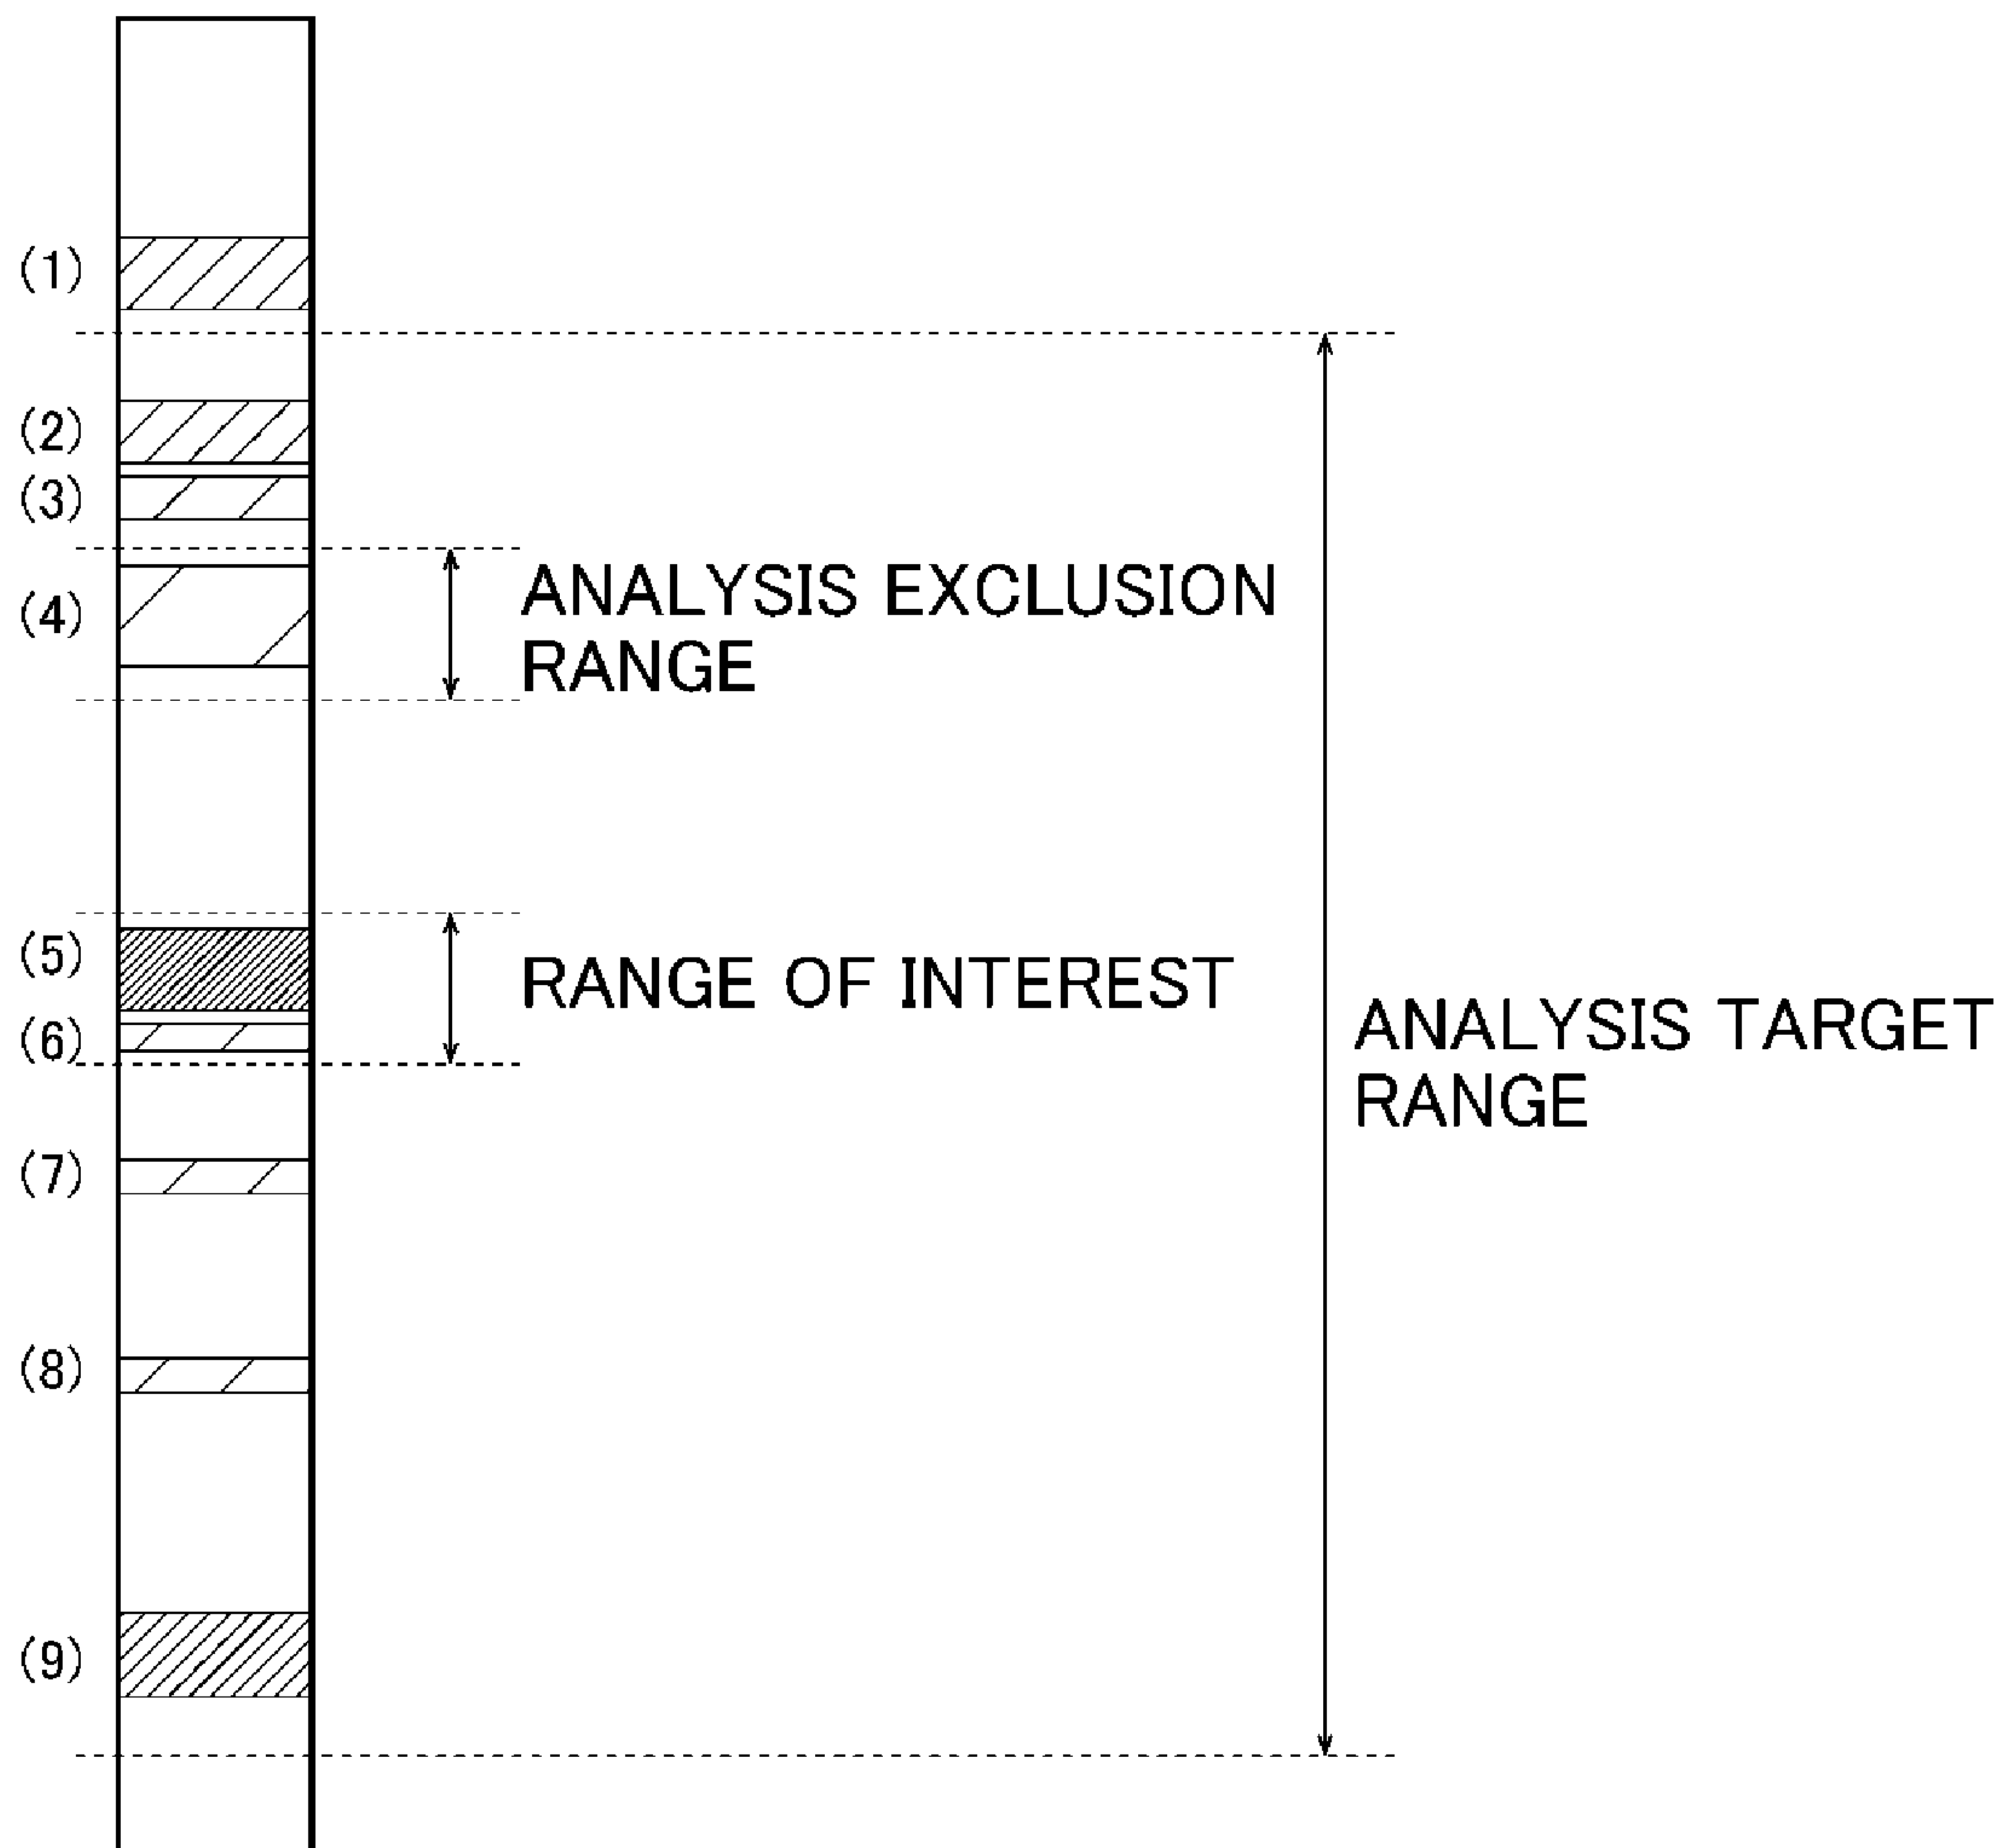 (1)
(2)
(3)
(4)
ANALYSIS EXCLUSION
RANGE
(5)
RANGE OF INTEREST
(6)
ANALYSIS TARGET
RANGE
(7)
(8)
(9)